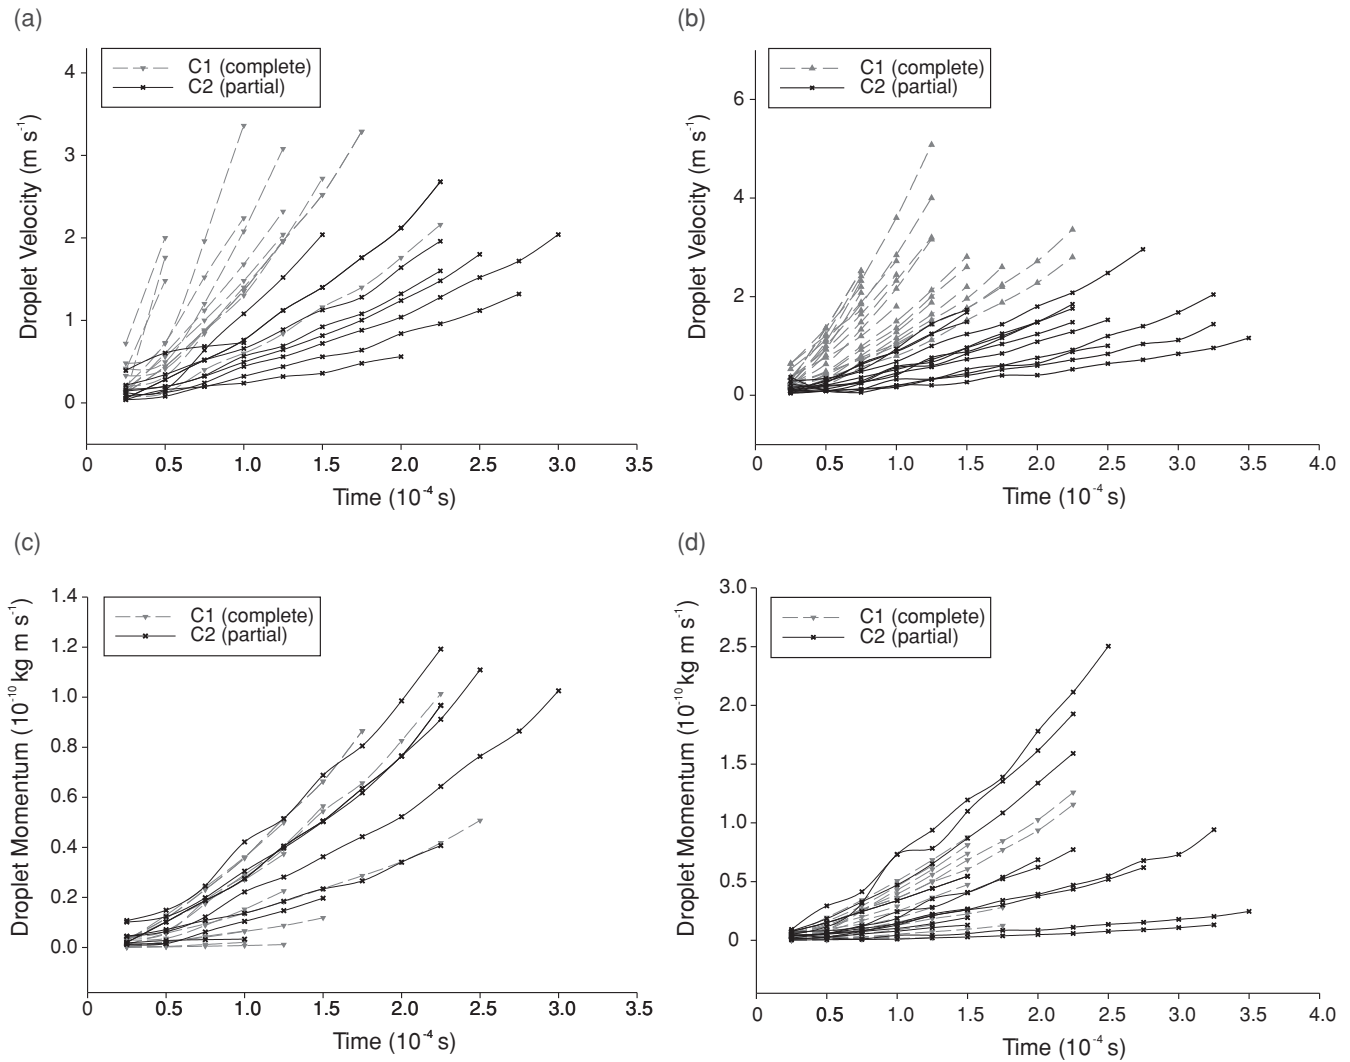 (a)
4
3
2
1
0
Droplet Velocity (m s-1)
C1 (complete)
C2 (partial)
0 0.5 1.0 1.5 2.0 2.5 3.0 3.5
Time (10-4 s)
(b)
6
4
2
0
Droplet Velocity (m s-1)
C1 (complete)
C2 (partial)
0 0.5 1.0 1.5 2.0 2.5 3.0 3.5 4.0
Time (10-4 s)
(c)
1.4
1.2
1.0
0.8
0.6
0.4
0.2
0.0
Droplet Momentum (10-10 kg m s-1)
C1 (complete)
C2 (partial)
0 0.5 1.0 1.5 2.0 2.5 3.0 3.5
Time (10-4 s)
(d)
3.0
2.5
2.0
1.5
1.0
0.5
0
Droplet Momentum (10-10 kg m s-1)
C1 (complete)
C2 (partial)
0 0.5 1.0 1.5 2.0 2.5 3.0 3.5 4.0
Time (10-4 s)